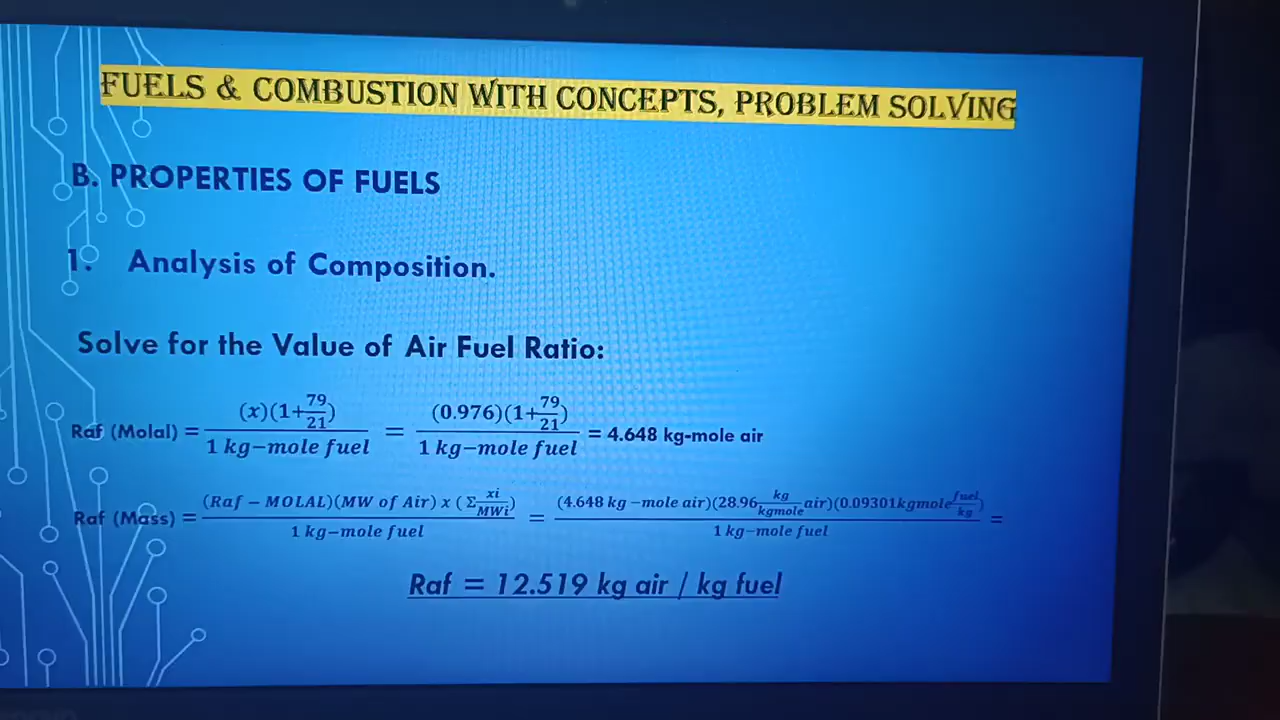 FUELS & COMBUSTION WITH CONCEPTS, PROBLEM SOLVING
B. PROPERTIES OF FUELS
1. Analysis of Composition.
Solve for the Value of Air Fuel Ratio:
Raf (Molal) = (x)(1+79/21) / 1 kg−mole fuel = (0.976)(1+79/21) / 1 kg−mole fuel = 4.648 kg-mole air
Raf (Mass) = (Raf − MOLAL)(MW of Air) x (Σ xi/MWi) / 1 kg−mole fuel = (4.648 kg −mole air)(28.96 kg/kgmole air)(0.09301kgmole fuel/kg) / 1 kg−mole fuel =
Raf = 12.519 kg air / kg fuel